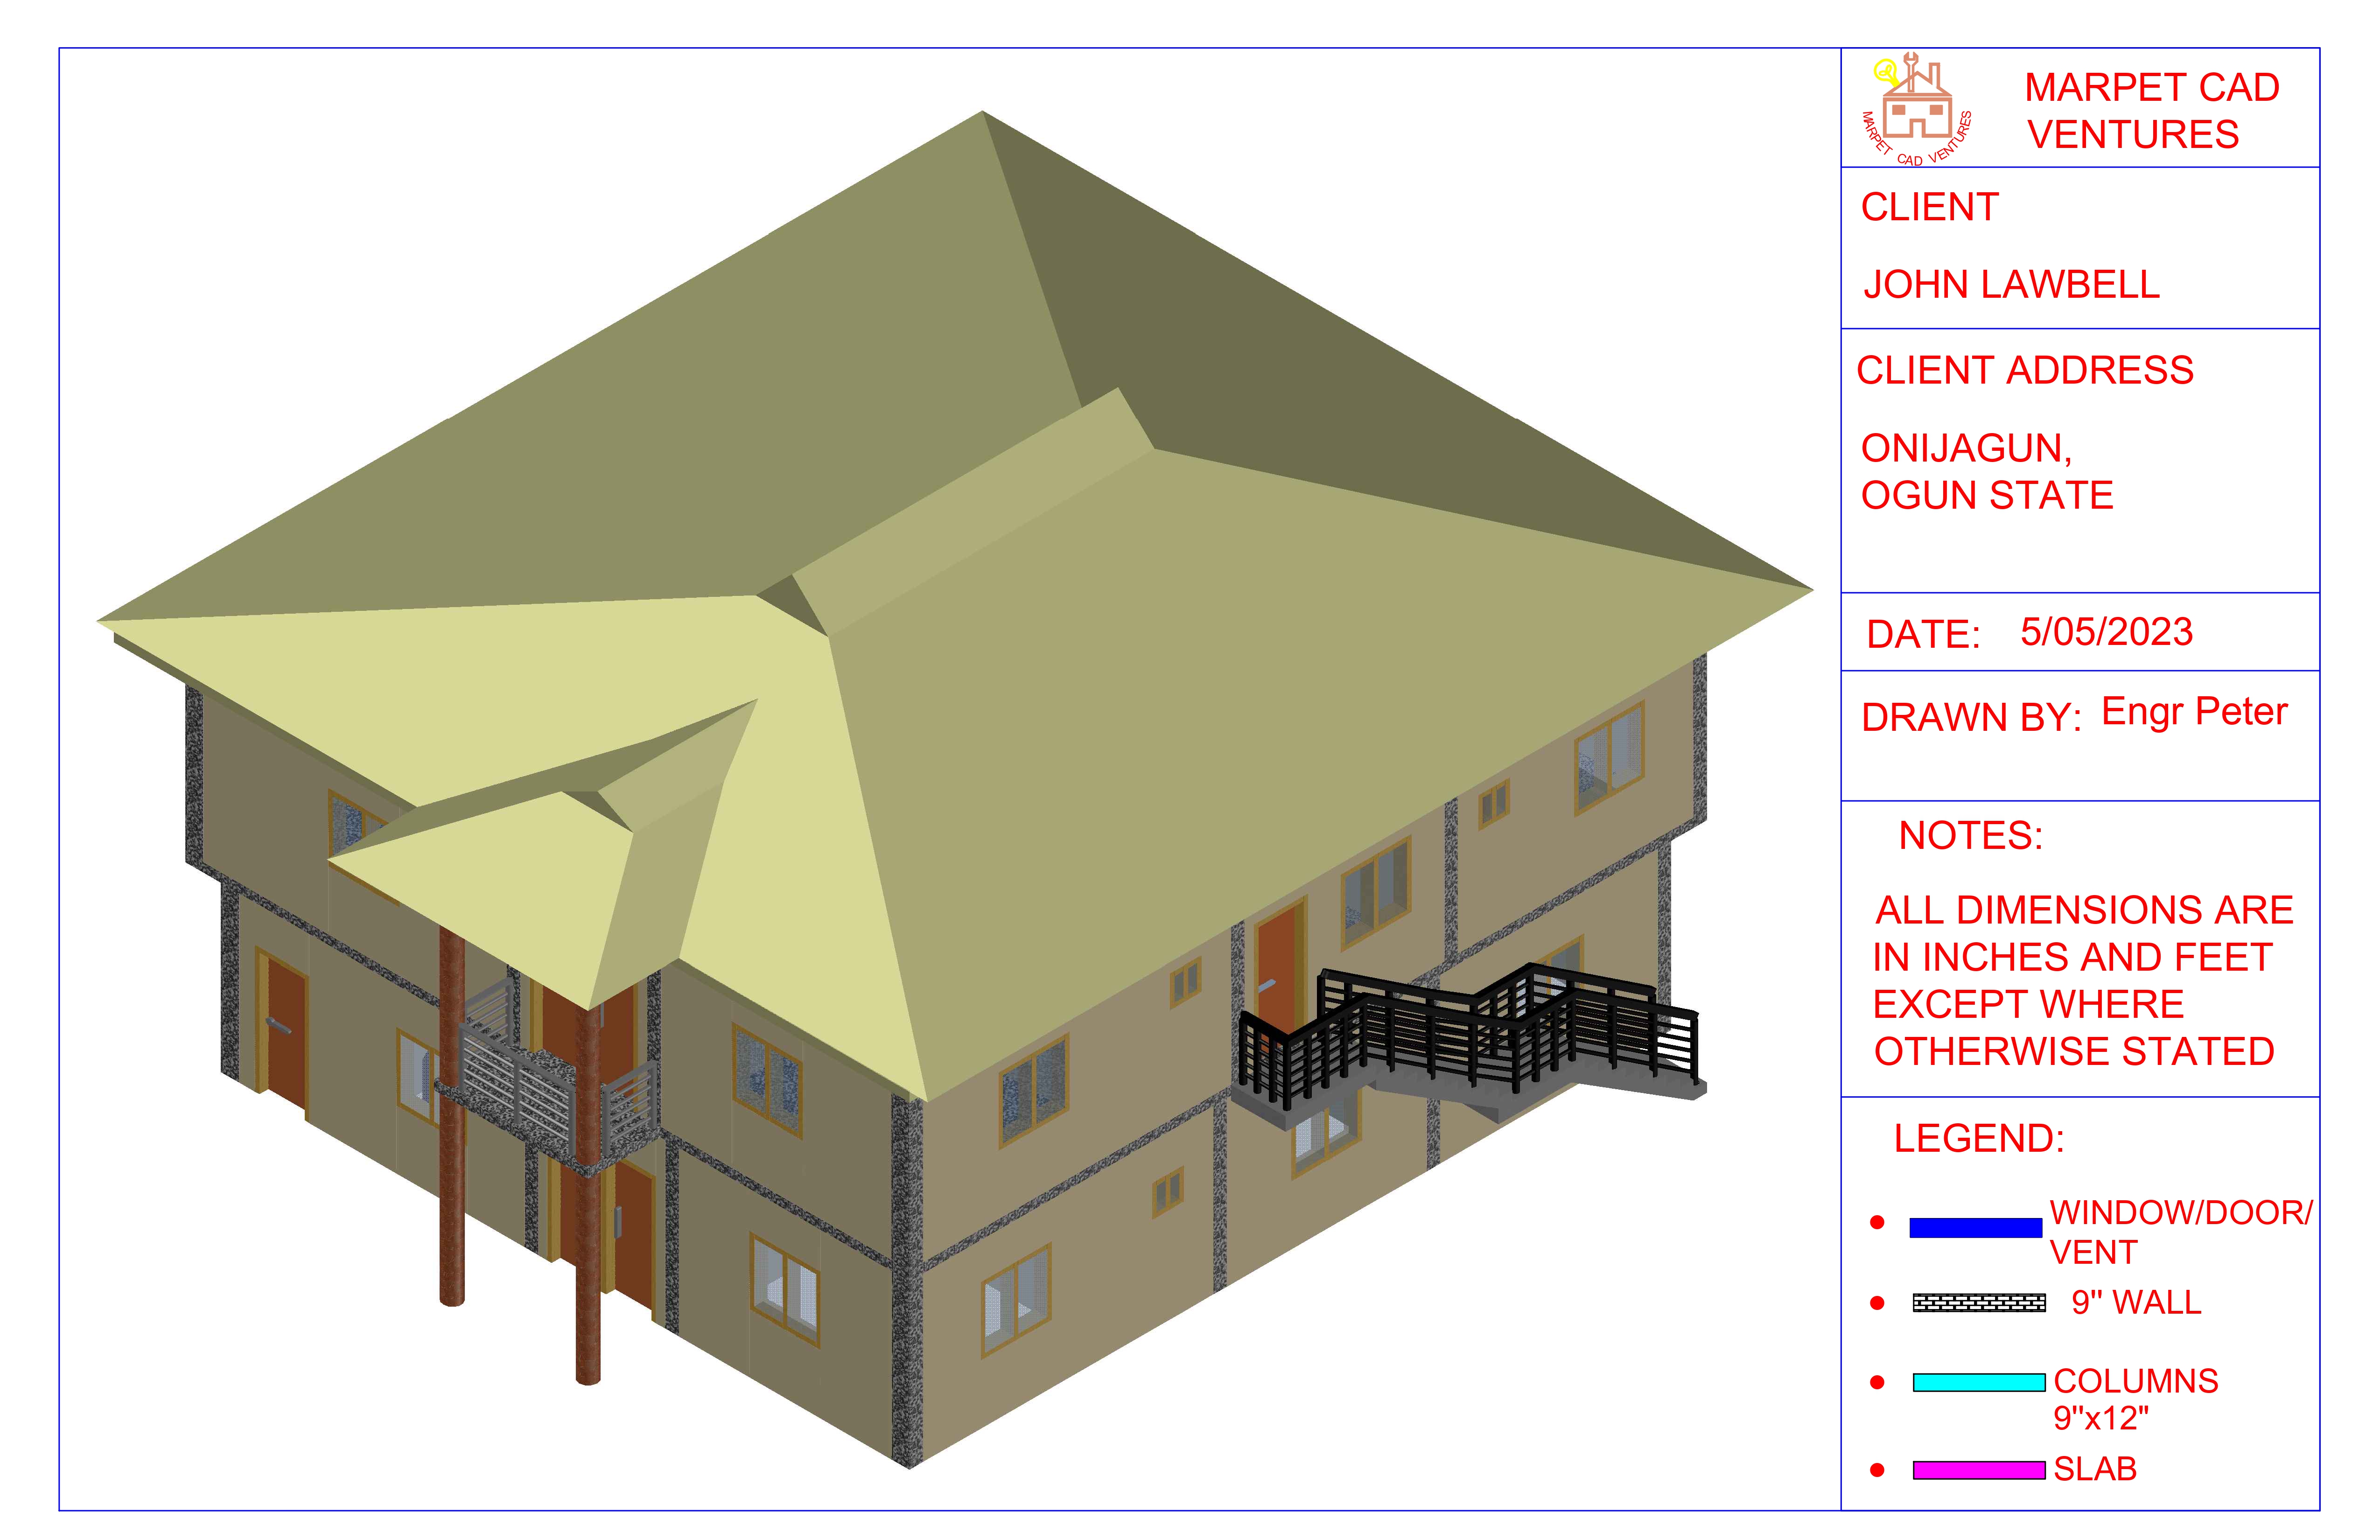 MARPET CAD VENTURES
MARPET CAD
VENTURES
CLIENT
JOHN LAWBELL
CLIENT ADDRESS
ONIJAGUN,
OGUN STATE
DATE: 5/05/2023
DRAWN BY: Engr Peter
NOTES:
ALL DIMENSIONS ARE
IN INCHES AND FEET
EXCEPT WHERE
OTHERWISE STATED
LEGEND:
WINDOW/DOOR/
VENT
9" WALL
COLUMNS
9"x12"
SLAB